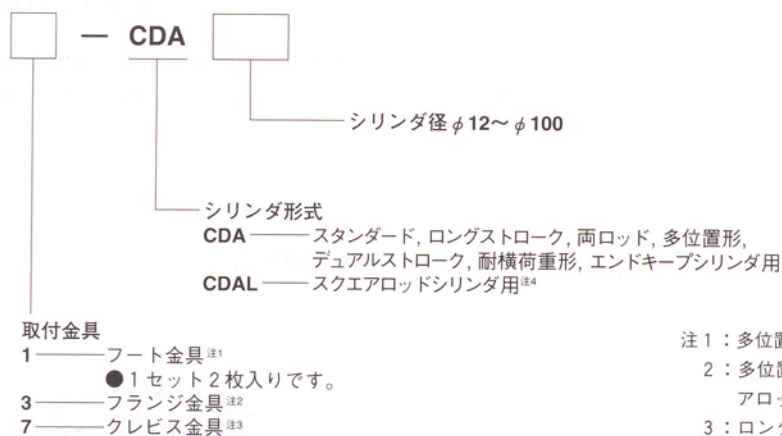 — CDA
シリンダ径φ12〜φ100
シリンダ形式
CDA スタンダード, ロングストローク, 両ロッド, 多位置形,
デュアルストローク, 耐横荷重形, エンドキープシリンダ用
CDAL スクエアロッドシリンダ用注4
取付金具
1 フート金具注1
●1セット2枚入りです。
3 フランジ金具注2
7 クレビス金具注3
注1：多位置
2：多位置
アロッ
3：ロング